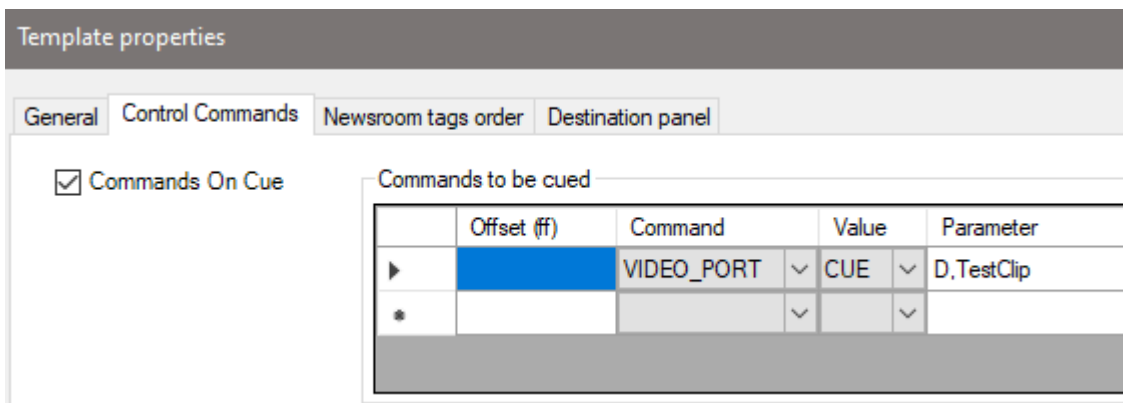 Template properties
General Control Commands Newsroom tags order Destination panel
Commands On Cue
Commands to be cued
Offset (ff) Command Value Parameter
VIDEO_PORT CUE D,TestClip